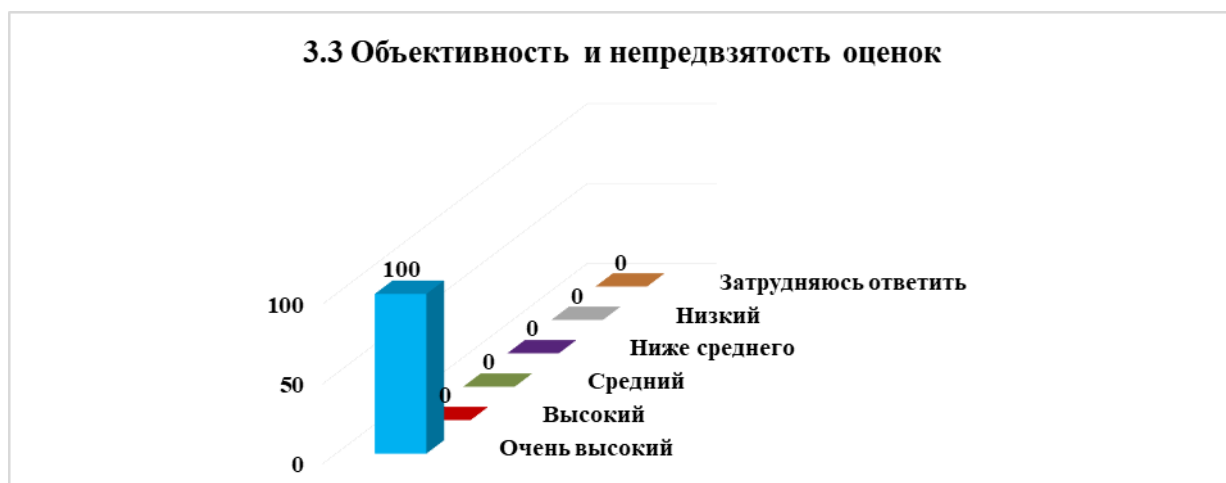 3.3 Объективность и непредвзятость оценок
100
0
0
0
0
0
100
50
0
Затрудняюсь ответить
Низкий
Ниже среднего
Средний
Высокий
Очень высокий